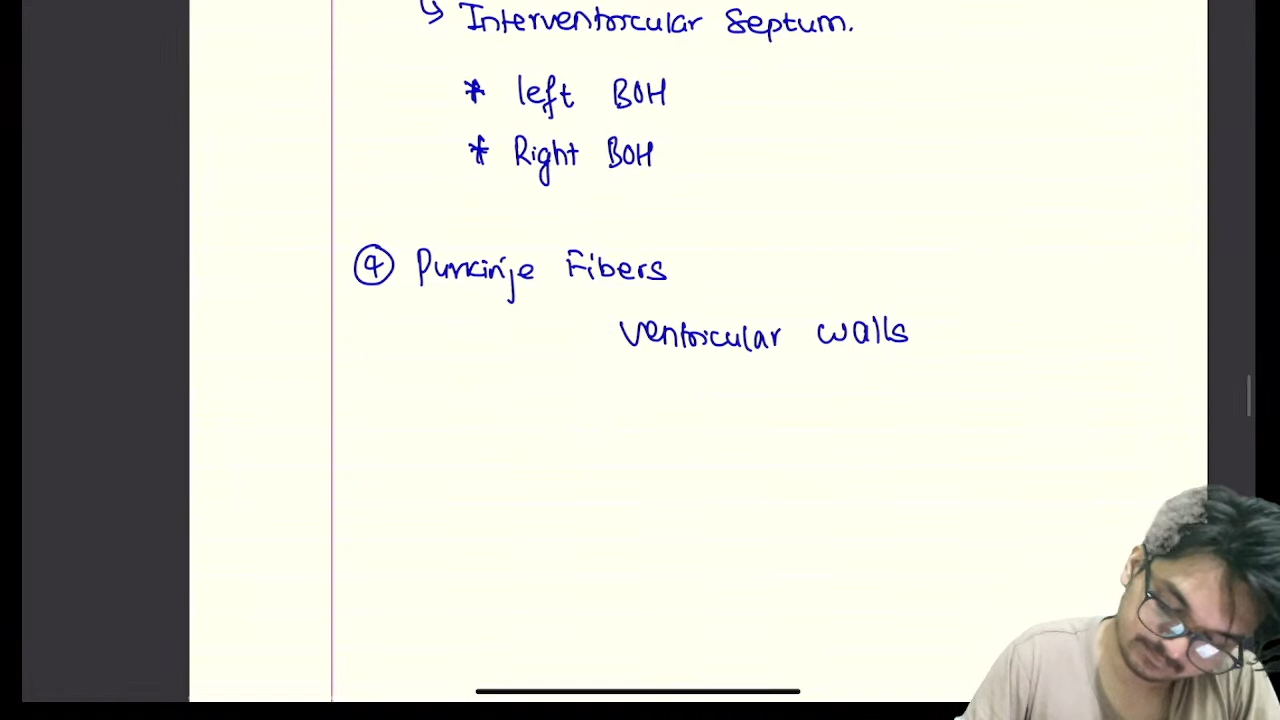 ↳ Interventricular Septum.
* left BOH
* Right BOH
④ Purkinje Fibers
ventricular walls